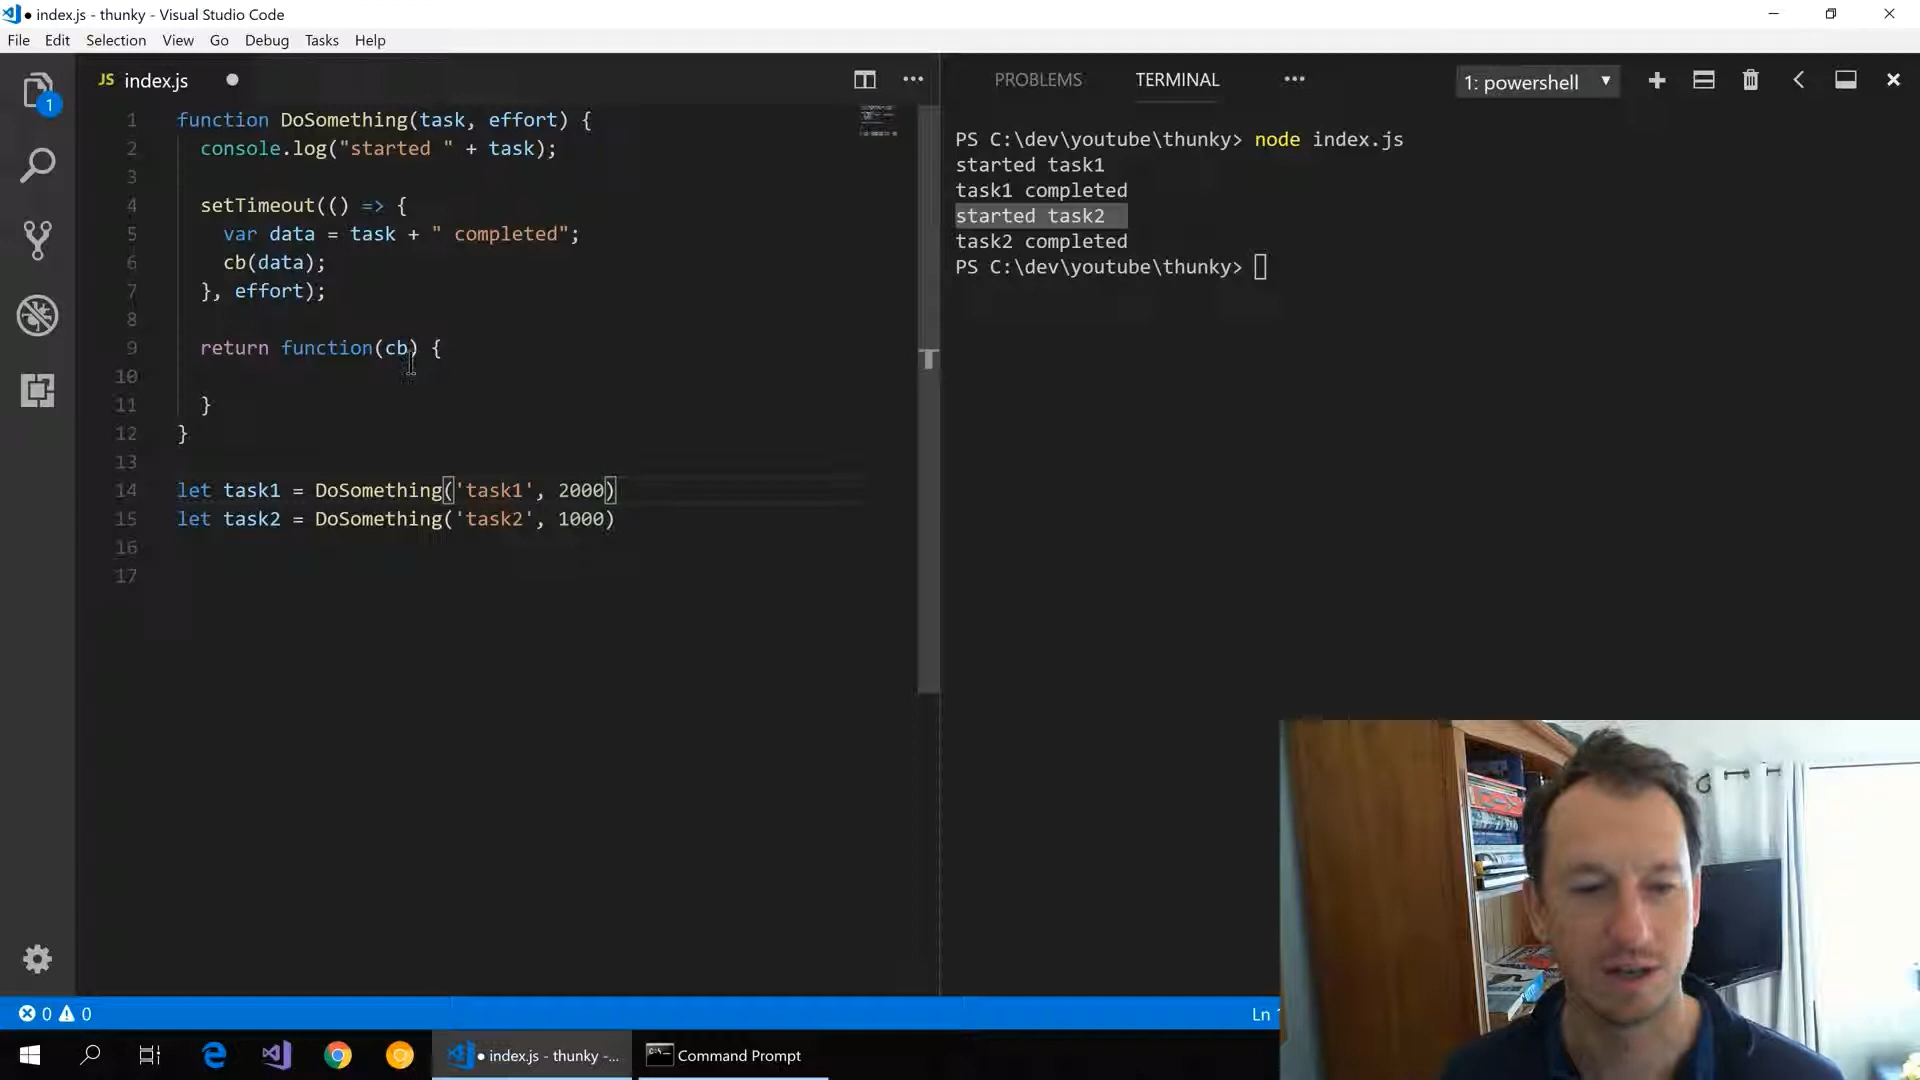 ● index.js - thunky - Visual Studio Code
File Edit Selection View Go Debug Tasks Help
1
JS index.js
1 function DoSomething(task, effort) {
2 console.log("started " + task);
3
4 setTimeout(() => {
5 var data = task + " completed";
6 cb(data);
7 }, effort);
8
9 return function(cb) {
10
11 }
12 }
13
14 let task1 = DoSomething('task1', 2000)
15 let task2 = DoSomething('task2', 1000)
16
17
PROBLEMS TERMINAL ••• 1: powershell
PS C:\dev\youtube\thunky> node index.js
started task1
task1 completed
started task2
task2 completed
PS C:\dev\youtube\thunky>
0 0
Ln
● index.js - thunky -...
Command Prompt